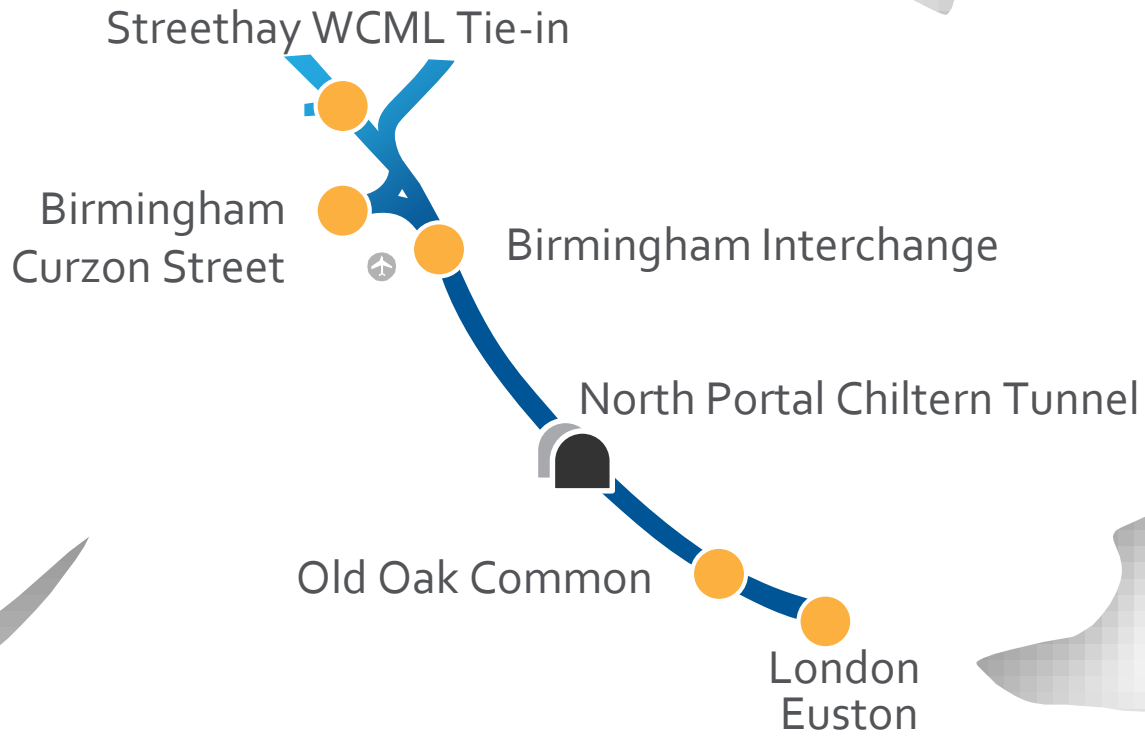 Streethay WCML Tie-in
Birmingham
Curzon Street
Birmingham Interchange
North Portal Chiltern Tunnel
Old Oak Common
London
Euston